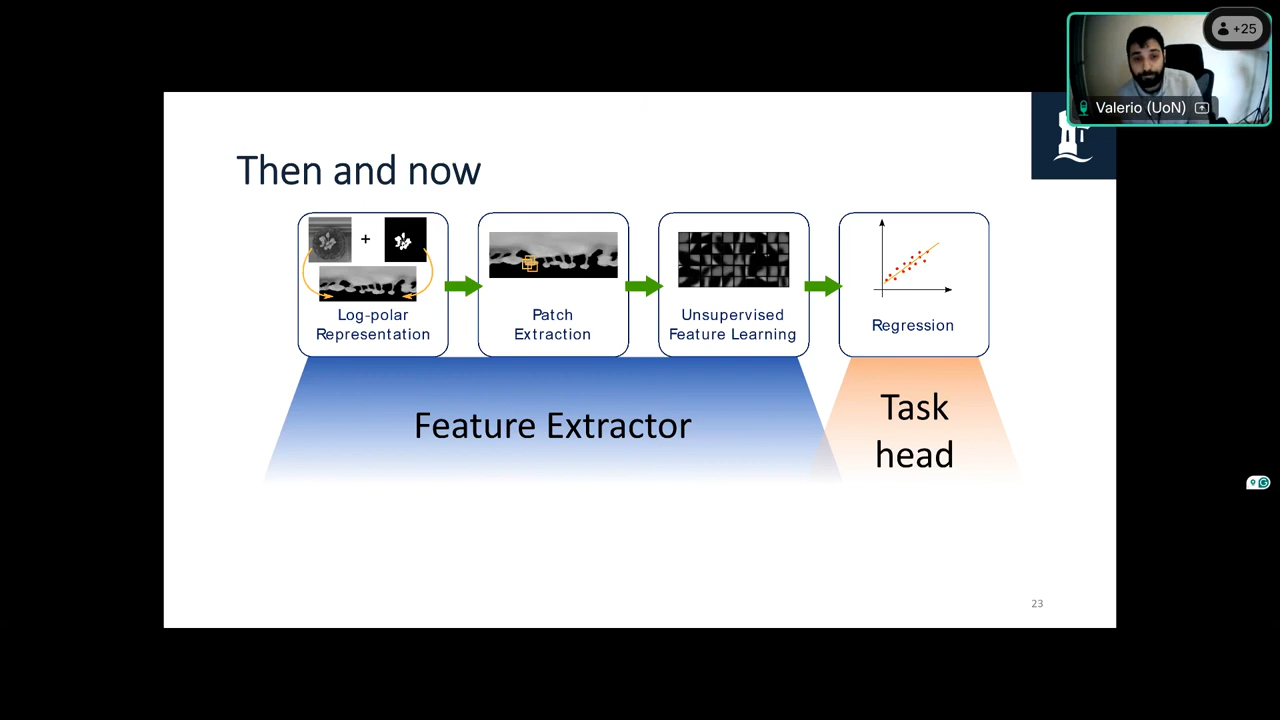 +25
Valerio (UoN)
Then and now
+
Log-polar
Representation
Patch
Extraction
Unsupervised
Feature Learning
Regression
Feature Extractor
Task
head
23